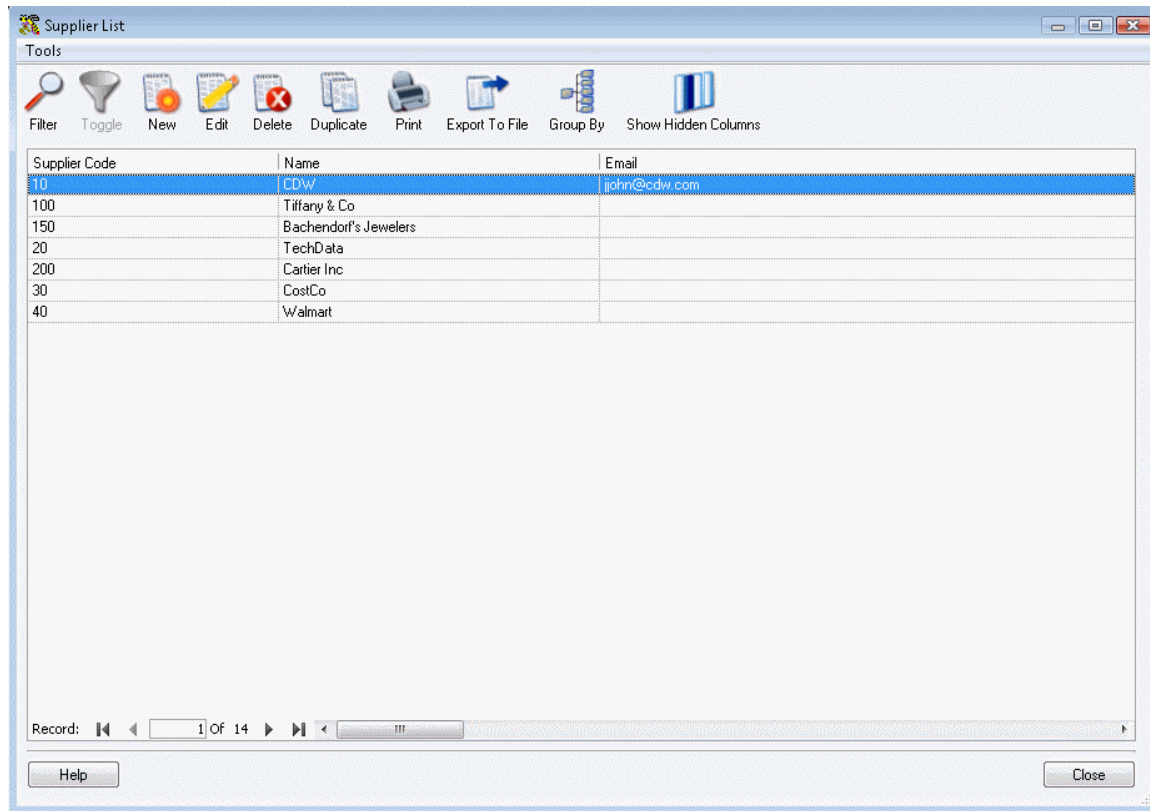 Supplier List
Tools
Filter Toggle New Edit Delete Duplicate Print Export To File Group By Show Hidden Columns
Supplier Code Name Email
10 CDW jjohn@cdw.com
100 Tiffany & Co
150 Bachendorf's Jewelers
20 TechData
200 Cartier Inc
30 CostCo
40 Walmart
Record: 1 Of 14
Help Close